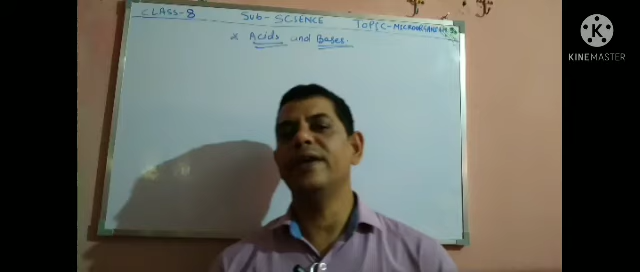 CLASS-8 SUB-SCIENCE TOPIC-MICROORGANISM
* Acids and Bases.
KINEMASTER